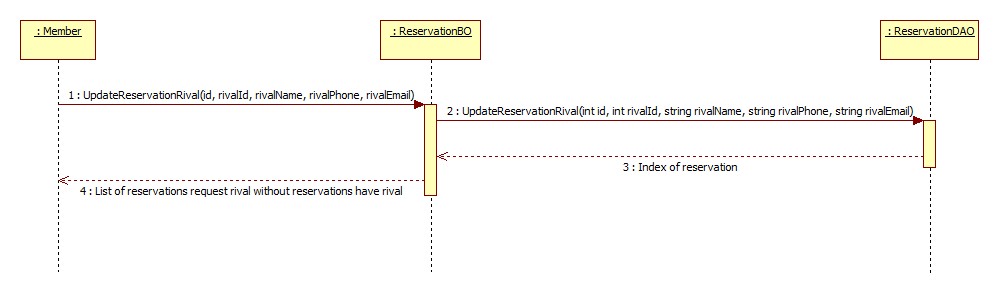 : Member
: ReservationBO
: ReservationDAO
1 : UpdateReservationRival(id, rivalId, rivalName, rivalPhone, rivalEmail)
2 : UpdateReservationRival(int id, int rivalId, string rivalName, string rivalPhone, string rivalEmail)
3 : Index of reservation
4 : List of reservations request rival without reservations have rival